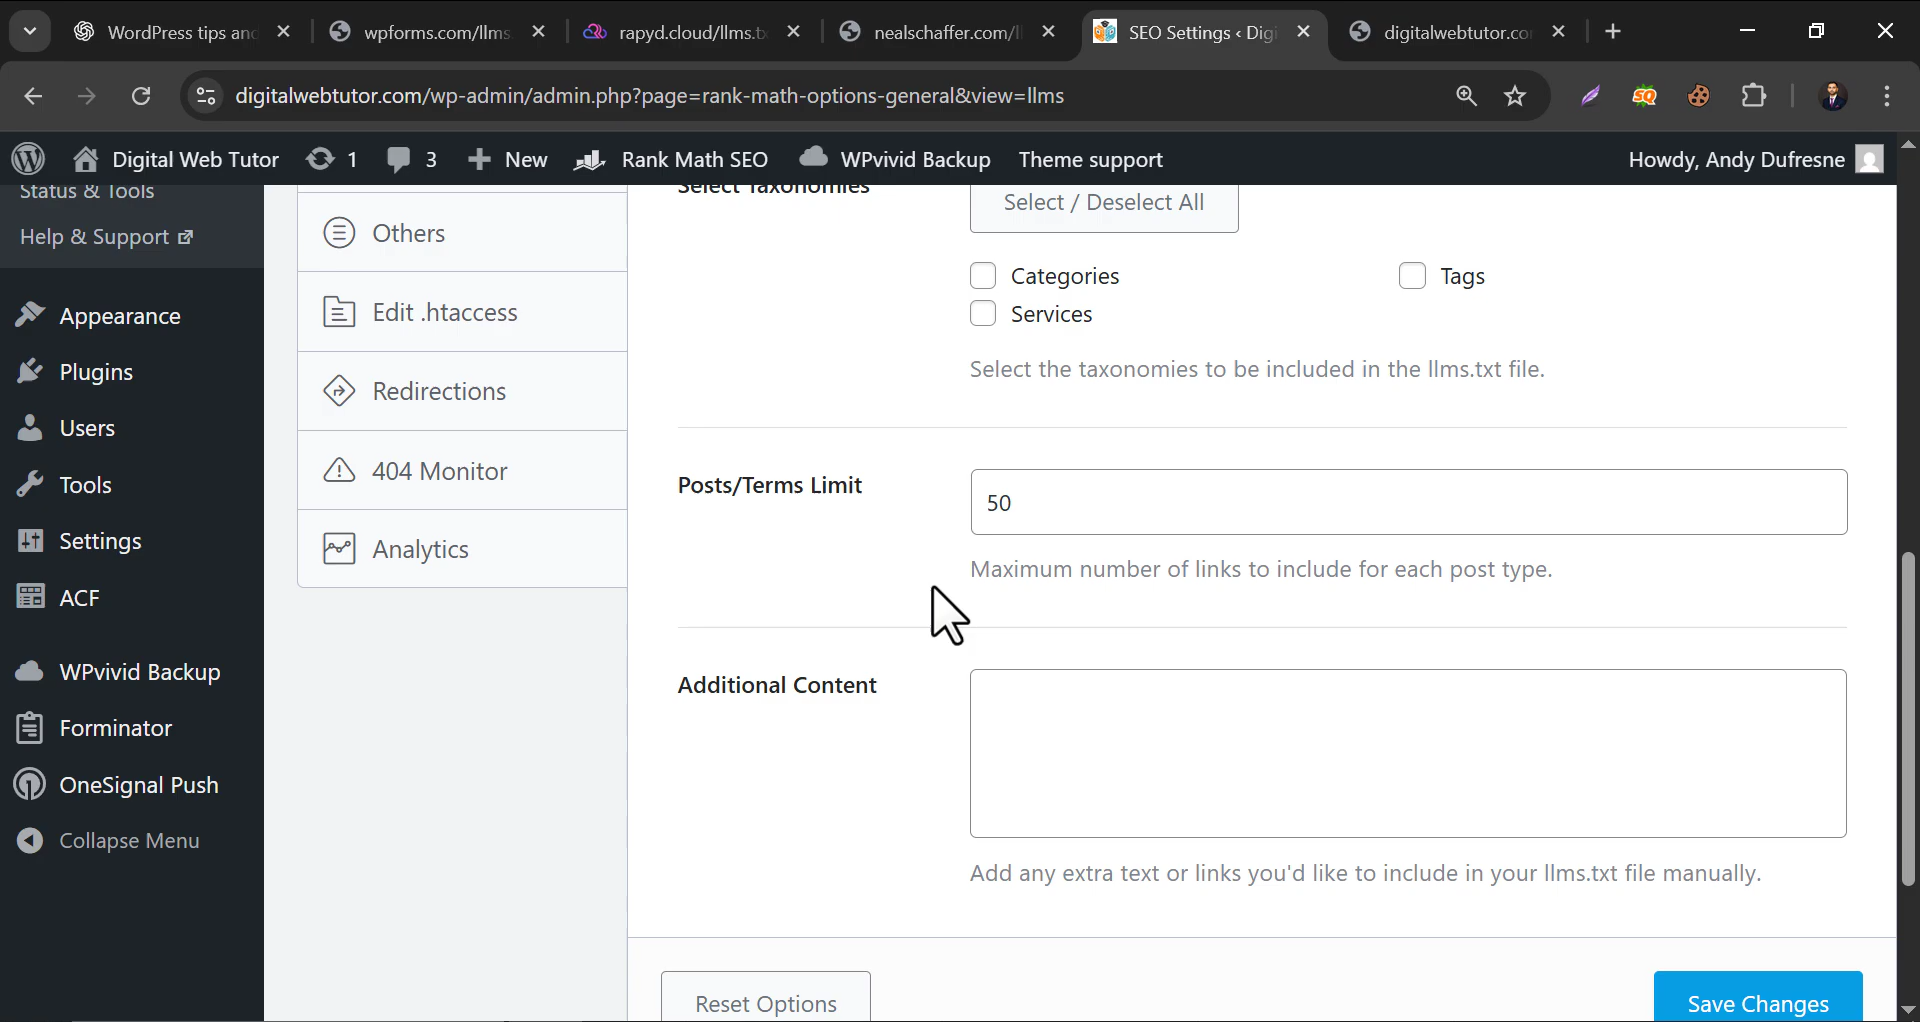 WordPress tips and
wpforms.com/llms.
rapyd.cloud/llms.tx
nealschaffer.com/l
SEO Settings ‹ Digi
digitalwebtutor.co
digitalwebtutor.com/wp-admin/admin.php?page=rank-math-options-general&view=llms
Digital Web Tutor
1
3
New
Rank Math SEO
WPvivid Backup
Theme support
Howdy, Andy Dufresne
Status & Tools
Help & Support
Appearance
Plugins
Users
Tools
Settings
ACF
WPvivid Backup
Forminator
OneSignal Push
Collapse Menu
Others
Edit .htaccess
Redirections
404 Monitor
Analytics
Select Taxonomies
Select / Deselect All
Categories
Tags
Services
Select the taxonomies to be included in the llms.txt file.
Posts/Terms Limit
50
Maximum number of links to include for each post type.
Additional Content
Add any extra text or links you'd like to include in your llms.txt file manually.
Reset Options
Save Changes